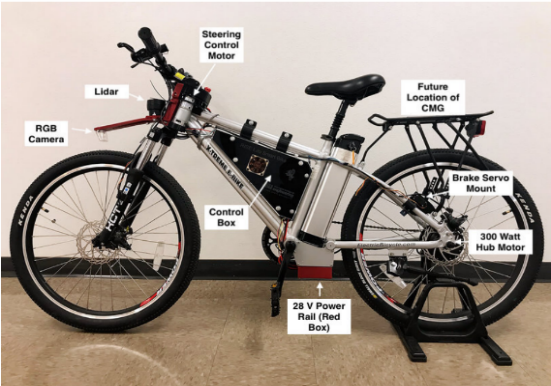 Steering
Control
Motor
Lidar
RGB
Camera
Future
Location of
CMG
Brake Servo
Mount
Control
Box
300 Watt
Hub Motor
28 V Power
Rail (Red
Box)
X-TREME E-BIKE
KENDA
KENDA